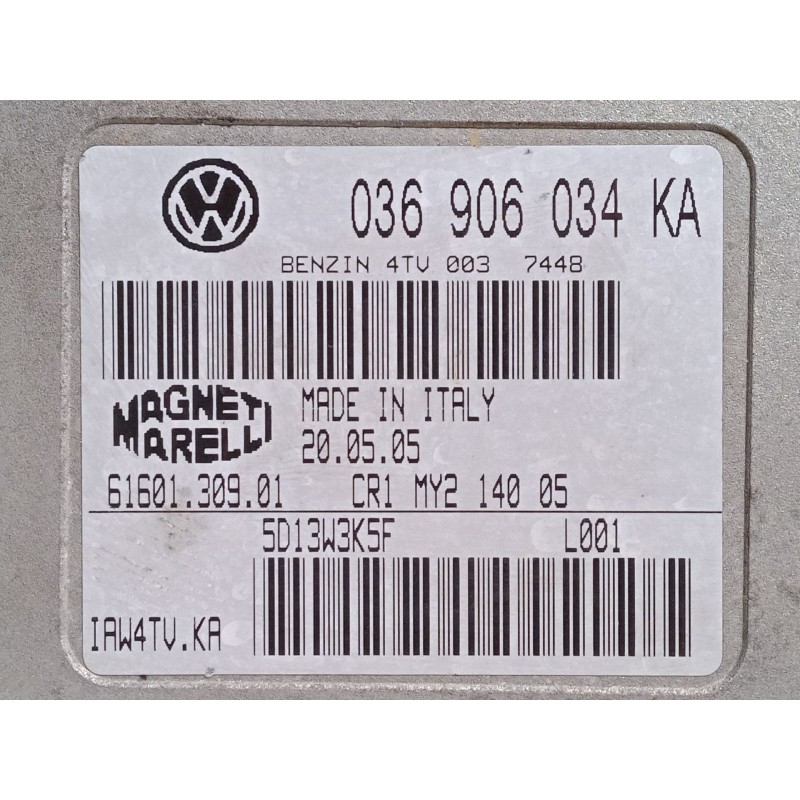 VW 036 906 034 KA
BENZIN 4TV 003 7448
MAGNETI MARELLI
MADE IN ITALY
20.05.05
61601.309.01 CR1 MY2 140 05
5D13W3K5F L001
IAW4TV.KA